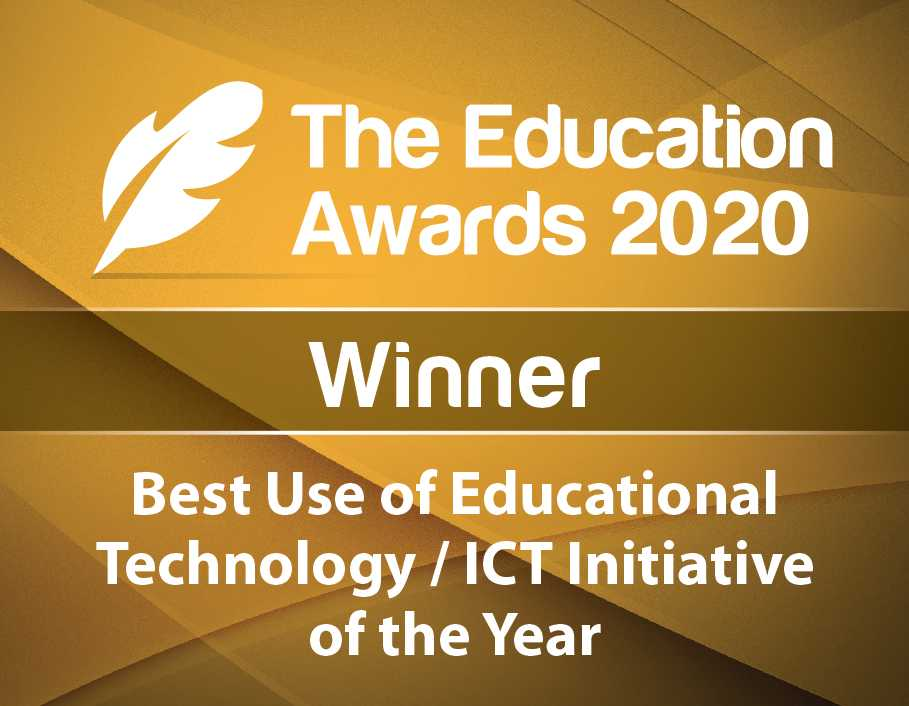 The Education
Awards 2020
Winner
Best Use of Educational
Technology / ICT Initiative
of the Year